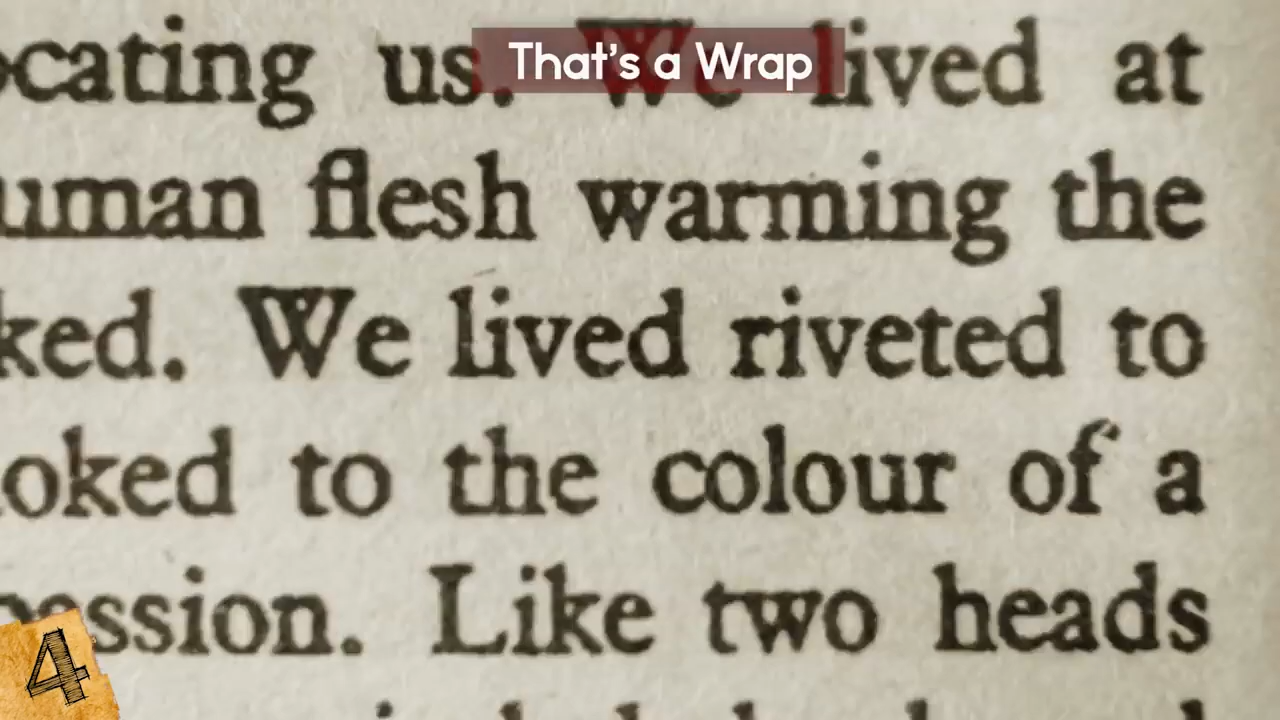 That's a Wrap
ocating us. We lived at
uman flesh warming the
ked. We lived riveted to
oked to the colour of a
ession. Like two heads
4